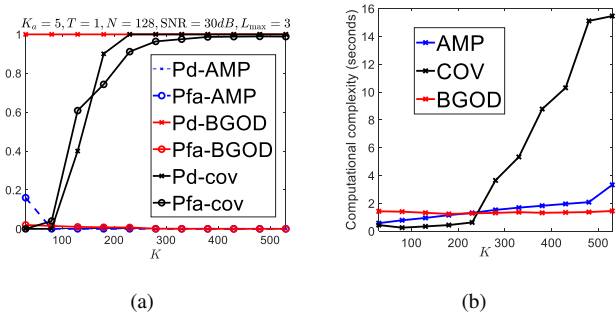 K_a = 5, T = 1, N = 128, SNR = 30dB, L_max = 3
1
0.8
0.6
0.4
0.2
0
Pd-AMP
Pfa-AMP
Pd-BGOD
Pfa-BGOD
Pd-cov
Pfa-cov
100 200 300 400 500
K
(a)
Computational complexity (seconds)
16
14
12
10
8
6
4
2
0
AMP
COV
BGOD
100 200 300 400 500
K
(b)